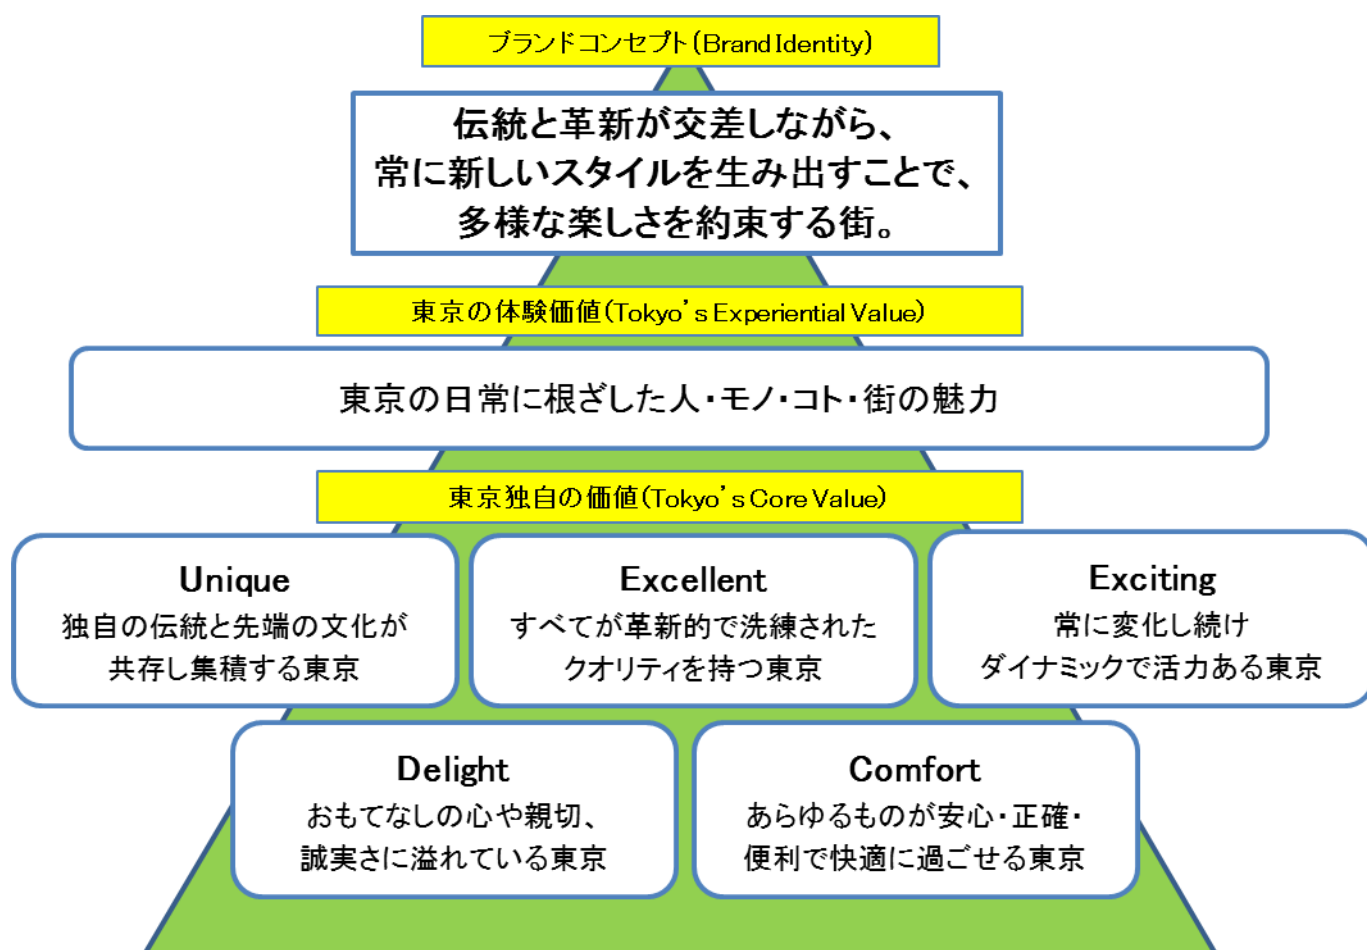 ブランドコンセプト(Brand Identity)
伝統と革新が交差しながら、
常に新しいスタイルを生み出すことで、
多様な楽しさを約束する街。
東京の体験価値(Tokyo’s Experiential Value)
東京の日常に根ざした人・モノ・コト・街の魅力
東京独自の価値(Tokyo’s Core Value)
Unique
独自の伝統と先端の文化が
共存し集積する東京
Excellent
すべてが革新的で洗練された
クオリティを持つ東京
Exciting
常に変化し続け
ダイナミックで活力ある東京
Delight
おもてなしの心や親切、
誠実さに溢れている東京
Comfort
あらゆるものが安心・正確・
便利で快適に過ごせる東京